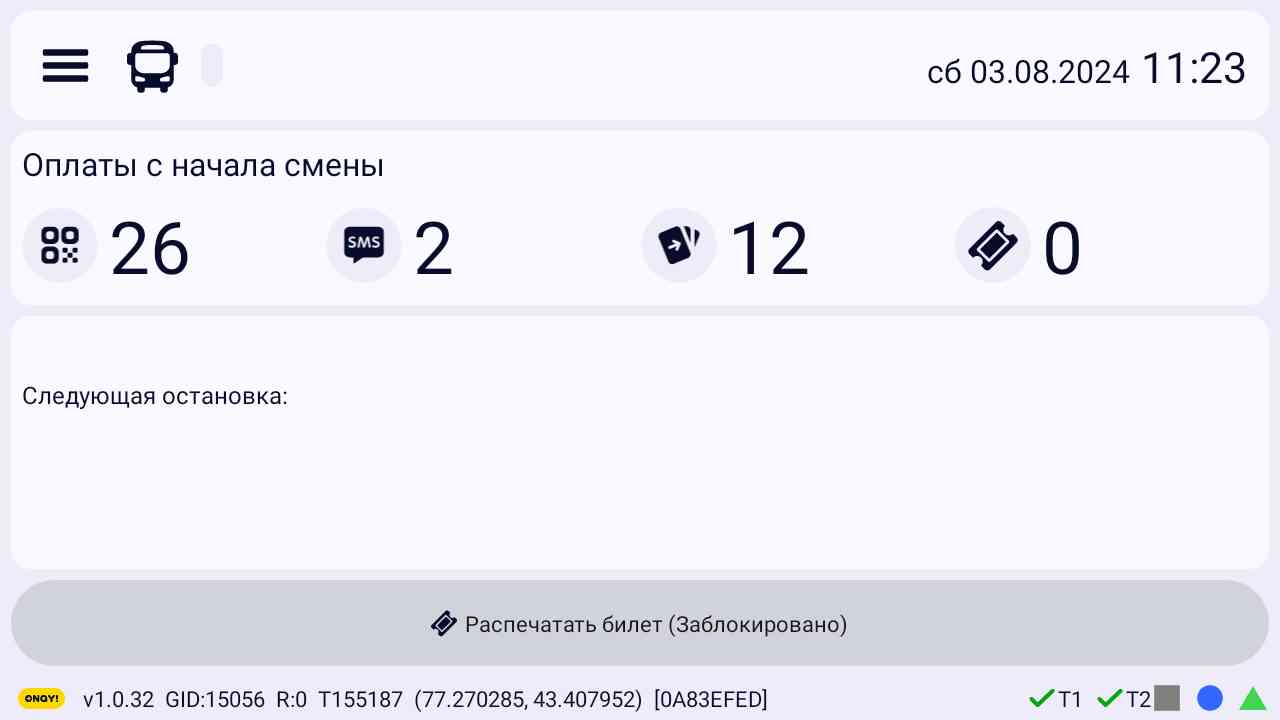 сб 03.08.2024 11:23
Оплаты с начала смены
26 SMS 2 12 0
Следующая остановка:
Распечатать билет (Заблокировано)
ONAY! v1.0.32 GID:15056 R:0 T155187 (77.270285, 43.407952) [0A83EFED] T1 T2